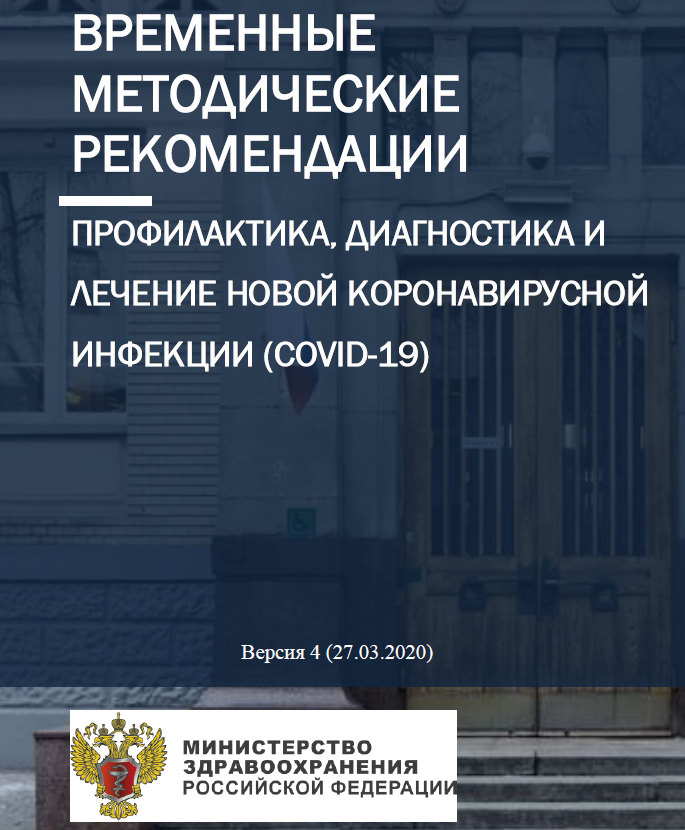 ВРЕМЕННЫЕ
МЕТОДИЧЕСКИЕ
РЕКОМЕНДАЦИИ
ПРОФИЛАКТИКА, ДИАГНОСТИКА И
ЛЕЧЕНИЕ НОВОЙ КОРОНАВИРУСНОЙ
ИНФЕКЦИИ (COVID-19)
Версия 4 (27.03.2020)
МИНИСТЕРСТВО
ЗДРАВООХРАНЕНИЯ
РОССИЙСКОЙ ФЕДЕРАЦИИ